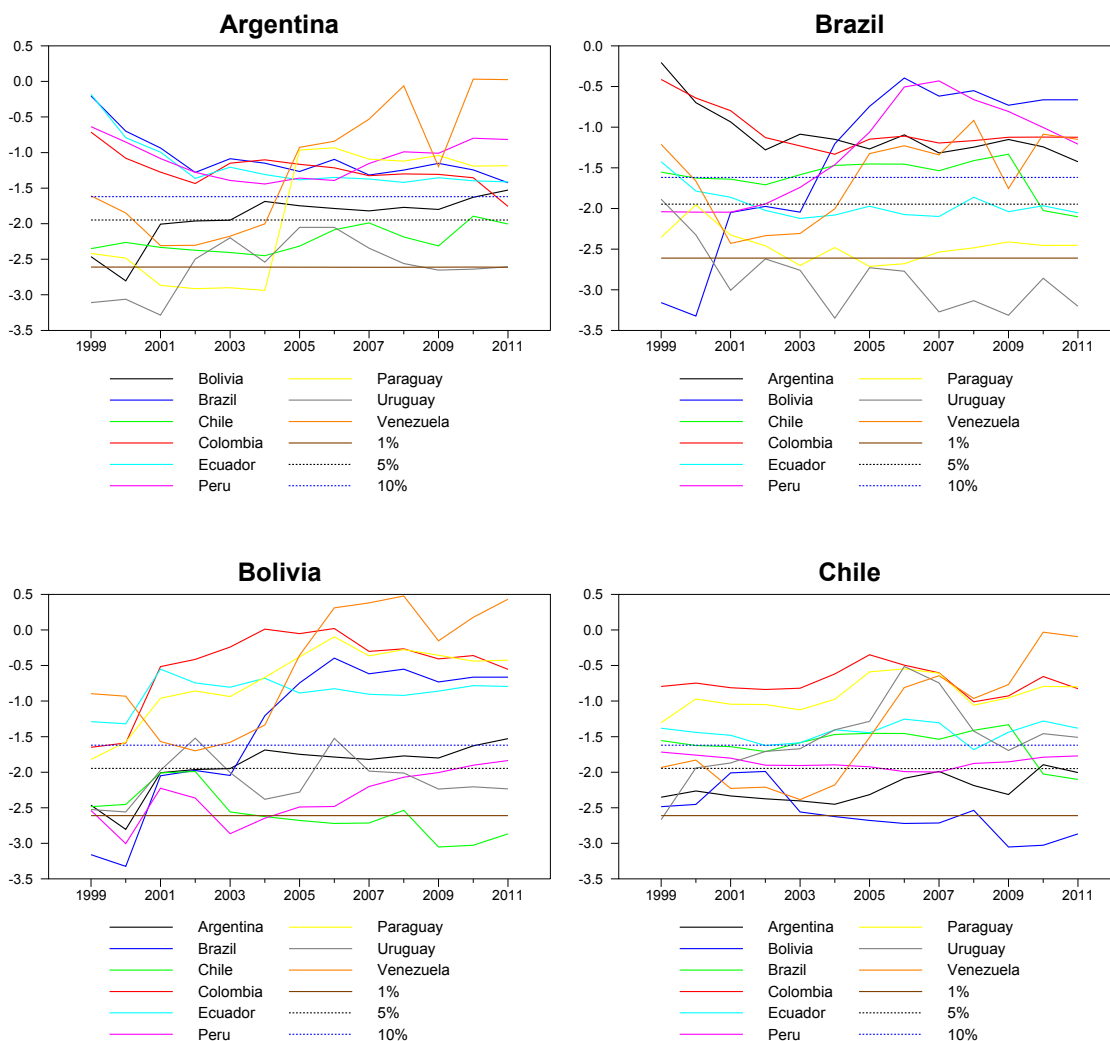 Argentina
0.5
0.0
-0.5
-1.0
-1.5
-2.0
-2.5
-3.0
-3.5
1999 2001 2003 2005 2007 2009 2011
Bolivia Paraguay
Brazil Uruguay
Chile Venezuela
Colombia 1%
Ecuador 5%
Peru 10%
Brazil
0.0
-0.5
-1.0
-1.5
-2.0
-2.5
-3.0
-3.5
1999 2001 2003 2005 2007 2009 2011
Argentina Paraguay
Bolivia Uruguay
Chile Venezuela
Colombia 1%
Ecuador 5%
Peru 10%
Bolivia
0.5
0.0
-0.5
-1.0
-1.5
-2.0
-2.5
-3.0
-3.5
1999 2001 2003 2005 2007 2009 2011
Argentina Paraguay
Brazil Uruguay
Chile Venezuela
Colombia 1%
Ecuador 5%
Peru 10%
Chile
0.5
0.0
-0.5
-1.0
-1.5
-2.0
-2.5
-3.0
-3.5
1999 2001 2003 2005 2007 2009 2011
Argentina Paraguay
Bolivia Uruguay
Brazil Venezuela
Colombia 1%
Ecuador 5%
Peru 10%